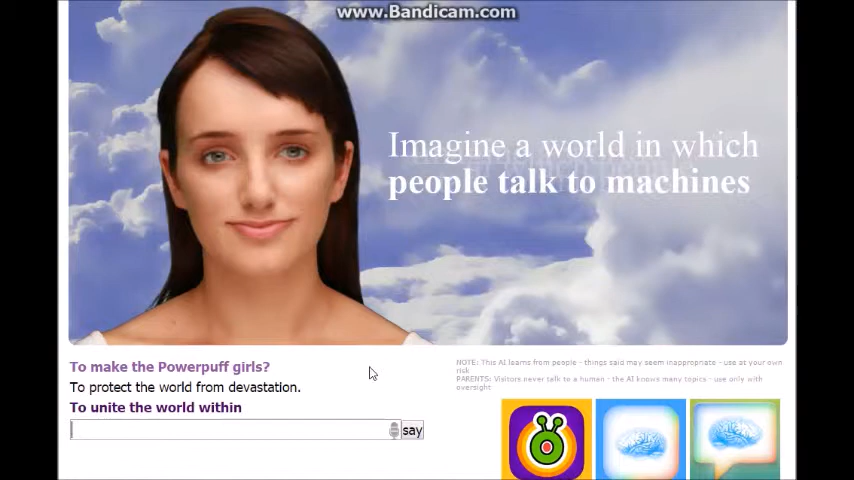 www.Bandicam.com
Imagine a world in which
people talk to machines
To make the Powerpuff girls?
To protect the world from devastation.
To unite the world within
say
NOTE: This AI learns from people - things said may seem inappropriate - use at your own
risk
PARENTS: Visitors never talk to a human - the AI knows many topics - use only with
oversight